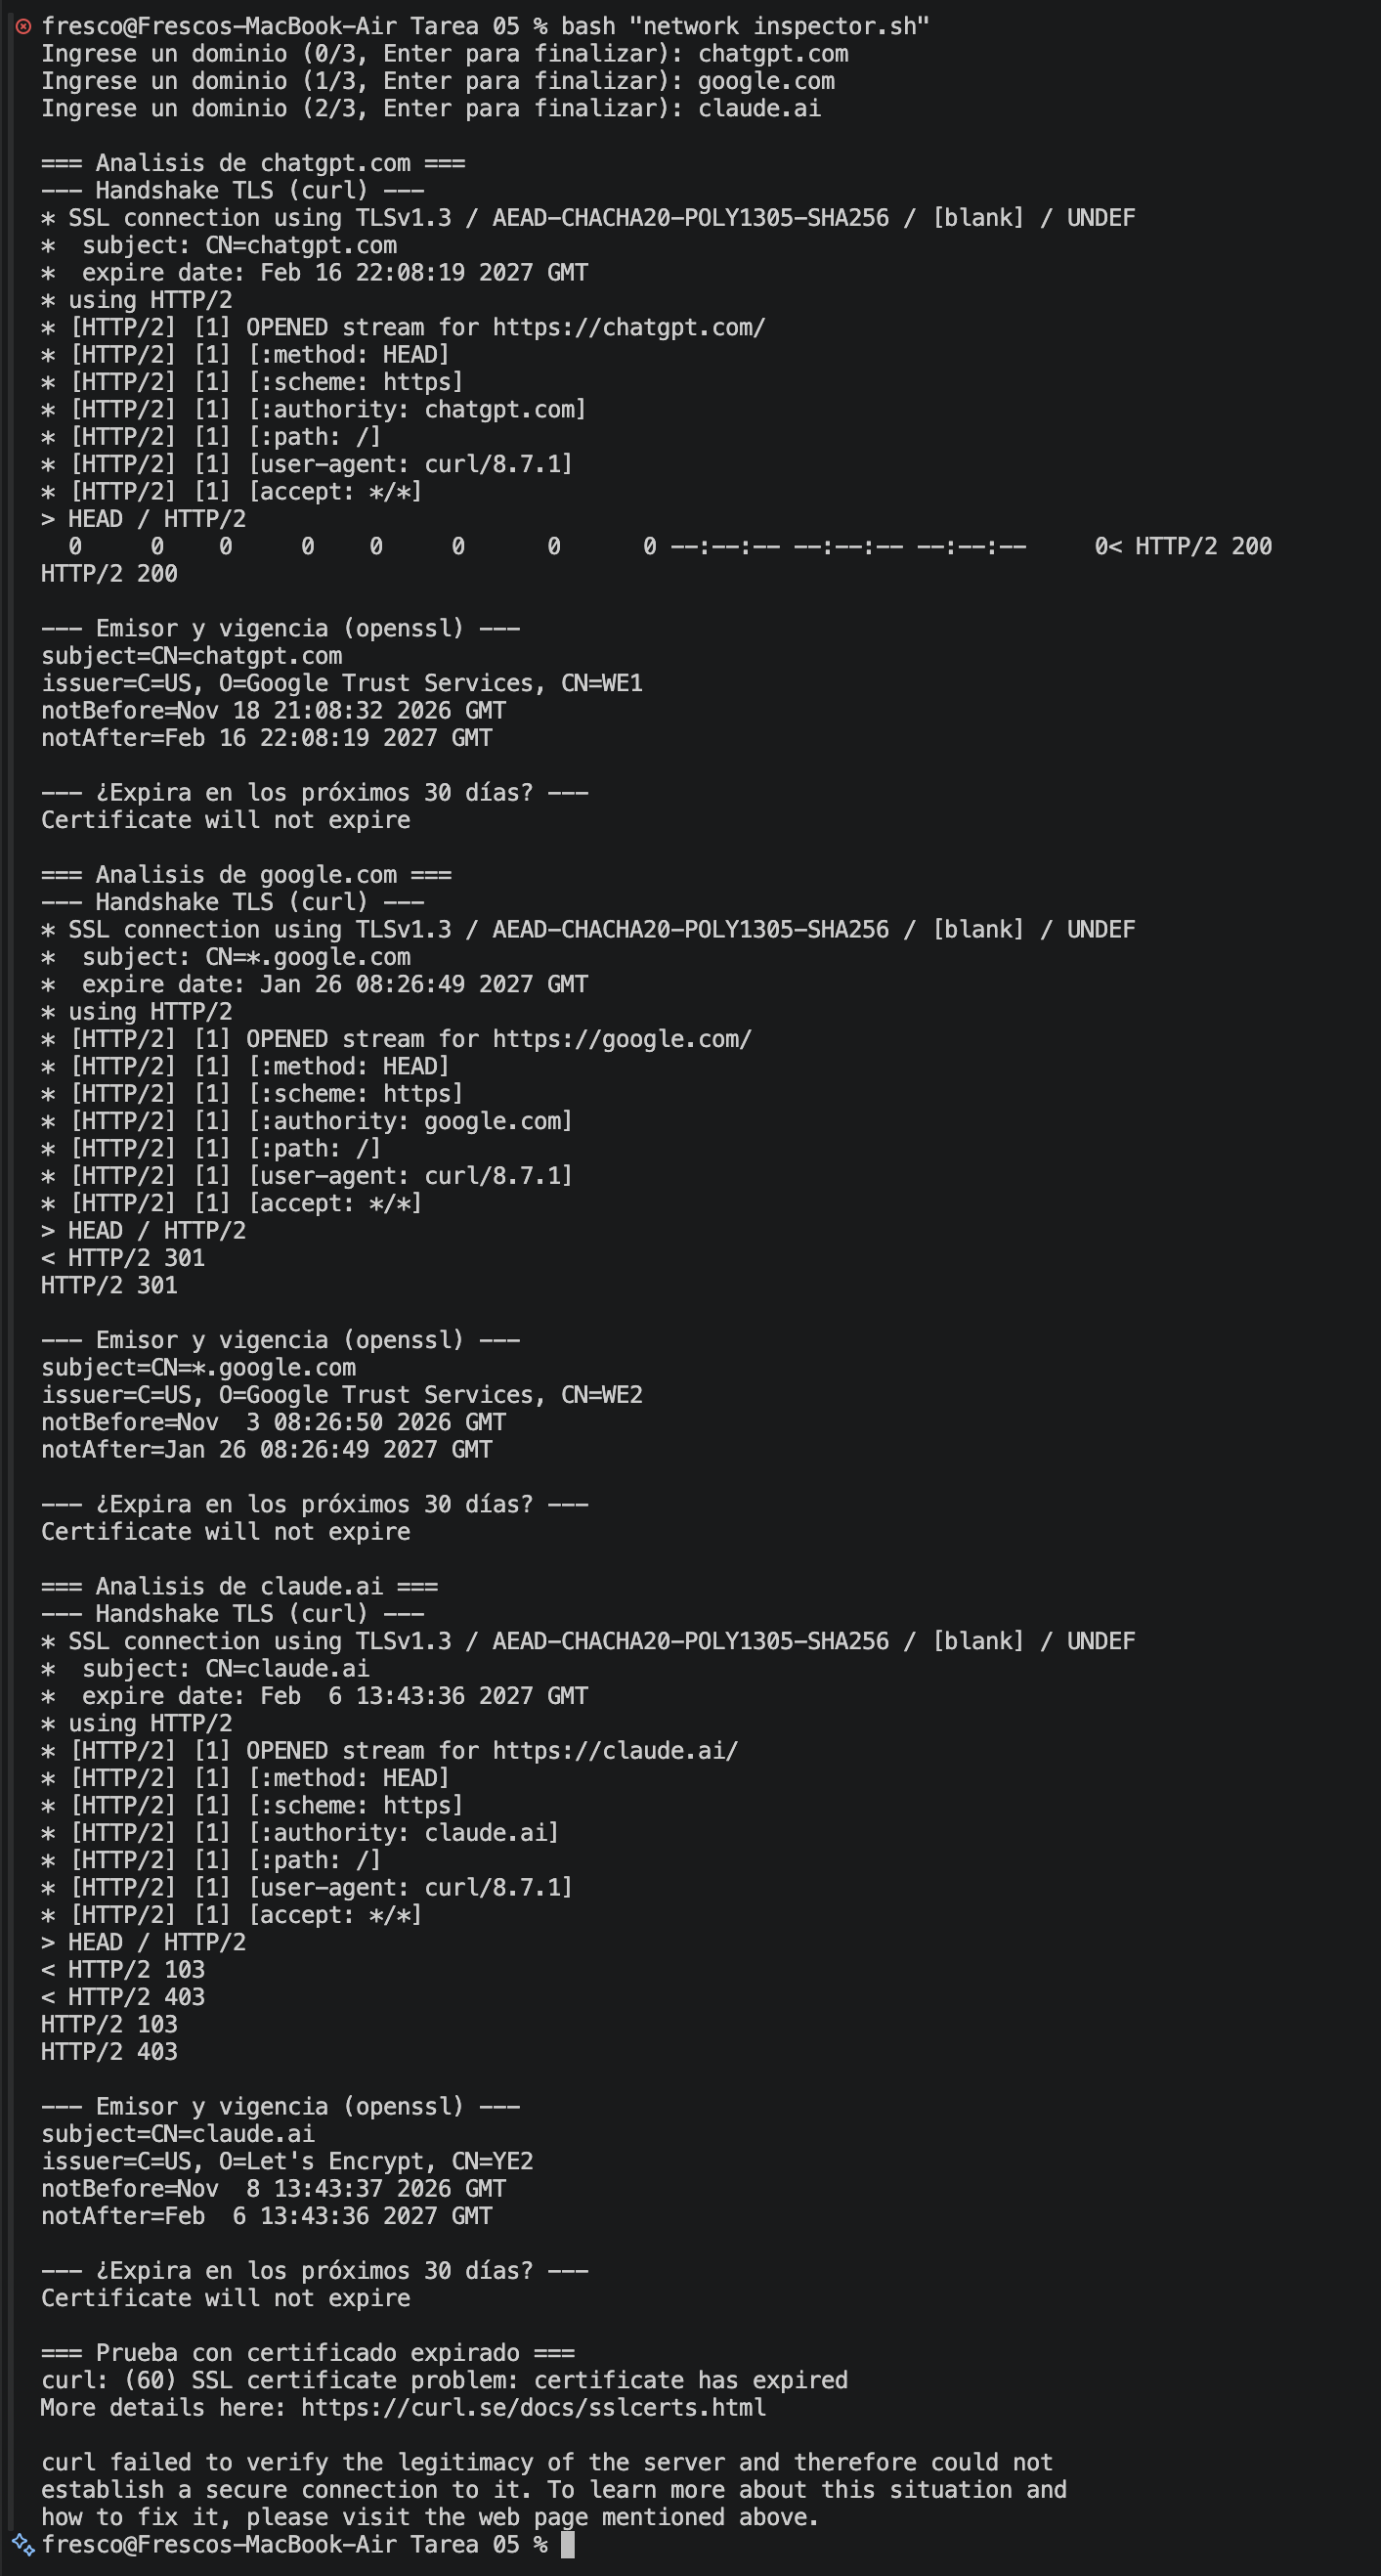 fresco@Frescos-MacBook-Air Tarea 05 % bash "network inspector.sh"
Ingrese un dominio (0/3, Enter para finalizar): chatgpt.com
Ingrese un dominio (1/3, Enter para finalizar): google.com
Ingrese un dominio (2/3, Enter para finalizar): claude.ai

=== Analisis de chatgpt.com ===
--- Handshake TLS (curl) ---
* SSL connection using TLSv1.3 / AEAD-CHACHA20-POLY1305-SHA256 / [blank] / UNDEF
*  subject: CN=chatgpt.com
*  expire date: Feb 16 22:08:19 2027 GMT
* using HTTP/2
* [HTTP/2] [1] OPENED stream for https://chatgpt.com/
* [HTTP/2] [1] [:method: HEAD]
* [HTTP/2] [1] [:scheme: https]
* [HTTP/2] [1] [:authority: chatgpt.com]
* [HTTP/2] [1] [:path: /]
* [HTTP/2] [1] [user-agent: curl/8.7.1]
* [HTTP/2] [1] [accept: */*]
> HEAD / HTTP/2
  0     0    0     0    0     0      0      0 --:--:-- --:--:-- --:--:--     0< HTTP/2 200
HTTP/2 200

--- Emisor y vigencia (openssl) ---
subject=CN=chatgpt.com
issuer=C=US, O=Google Trust Services, CN=WE1
notBefore=Nov 18 21:08:32 2026 GMT
notAfter=Feb 16 22:08:19 2027 GMT

--- ¿Expira en los próximos 30 días? ---
Certificate will not expire

=== Analisis de google.com ===
--- Handshake TLS (curl) ---
* SSL connection using TLSv1.3 / AEAD-CHACHA20-POLY1305-SHA256 / [blank] / UNDEF
*  subject: CN=*.google.com
*  expire date: Jan 26 08:26:49 2027 GMT
* using HTTP/2
* [HTTP/2] [1] OPENED stream for https://google.com/
* [HTTP/2] [1] [:method: HEAD]
* [HTTP/2] [1] [:scheme: https]
* [HTTP/2] [1] [:authority: google.com]
* [HTTP/2] [1] [:path: /]
* [HTTP/2] [1] [user-agent: curl/8.7.1]
* [HTTP/2] [1] [accept: */*]
> HEAD / HTTP/2
< HTTP/2 301
HTTP/2 301

--- Emisor y vigencia (openssl) ---
subject=CN=*.google.com
issuer=C=US, O=Google Trust Services, CN=WE2
notBefore=Nov  3 08:26:50 2026 GMT
notAfter=Jan 26 08:26:49 2027 GMT

--- ¿Expira en los próximos 30 días? ---
Certificate will not expire

=== Analisis de claude.ai ===
--- Handshake TLS (curl) ---
* SSL connection using TLSv1.3 / AEAD-CHACHA20-POLY1305-SHA256 / [blank] / UNDEF
*  subject: CN=claude.ai
*  expire date: Feb  6 13:43:36 2027 GMT
* using HTTP/2
* [HTTP/2] [1] OPENED stream for https://claude.ai/
* [HTTP/2] [1] [:method: HEAD]
* [HTTP/2] [1] [:scheme: https]
* [HTTP/2] [1] [:authority: claude.ai]
* [HTTP/2] [1] [:path: /]
* [HTTP/2] [1] [user-agent: curl/8.7.1]
* [HTTP/2] [1] [accept: */*]
> HEAD / HTTP/2
< HTTP/2 103
< HTTP/2 403
HTTP/2 103
HTTP/2 403

--- Emisor y vigencia (openssl) ---
subject=CN=claude.ai
issuer=C=US, O=Let's Encrypt, CN=YE2
notBefore=Nov  8 13:43:37 2026 GMT
notAfter=Feb  6 13:43:36 2027 GMT

--- ¿Expira en los próximos 30 días? ---
Certificate will not expire

=== Prueba con certificado expirado ===
curl: (60) SSL certificate problem: certificate has expired
More details here: https://curl.se/docs/sslcerts.html

curl failed to verify the legitimacy of the server and therefore could not
establish a secure connection to it. To learn more about this situation and
how to fix it, please visit the web page mentioned above.
fresco@Frescos-MacBook-Air Tarea 05 %